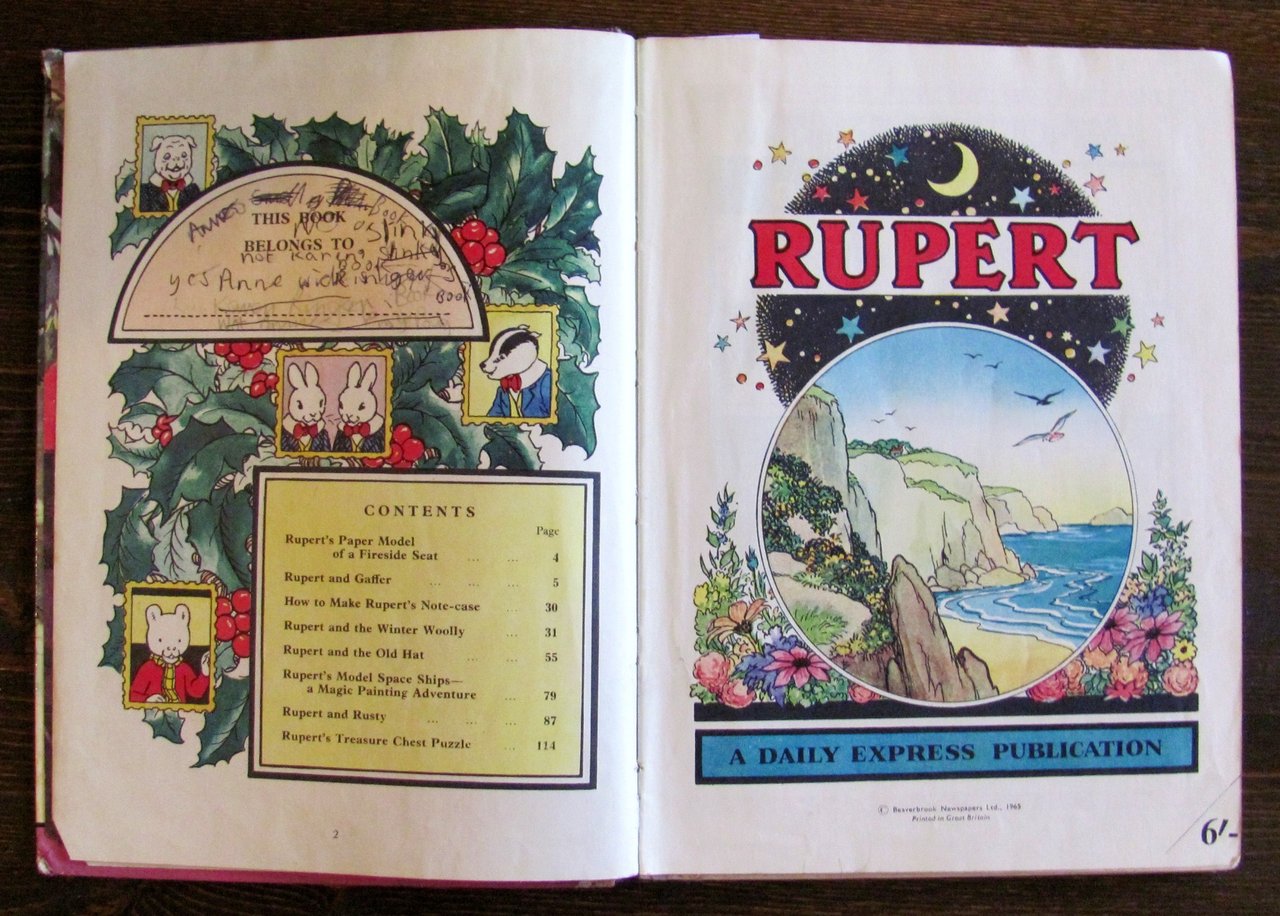 THIS BOOK
BELONGS TO
not Karin,
yes Anne
Book
CONTENTS
Page
Rupert's Paper Model
of a Fireside Seat ... ... 4
Rupert and Gaffer ... ... ... 5
How to Make Rupert's Note-case ... 30
Rupert and the Winter Woolly ... 31
Rupert and the Old Hat ... ... 55
Rupert's Model Space Ships—
a Magic Painting Adventure ... 79
Rupert and Rusty ... ... ... 87
Rupert's Treasure Chest Puzzle ... 114
2
RUPERT
A DAILY EXPRESS PUBLICATION
© Beaverbrook Newspapers Ltd., 1965
Printed in Great Britain
6/-